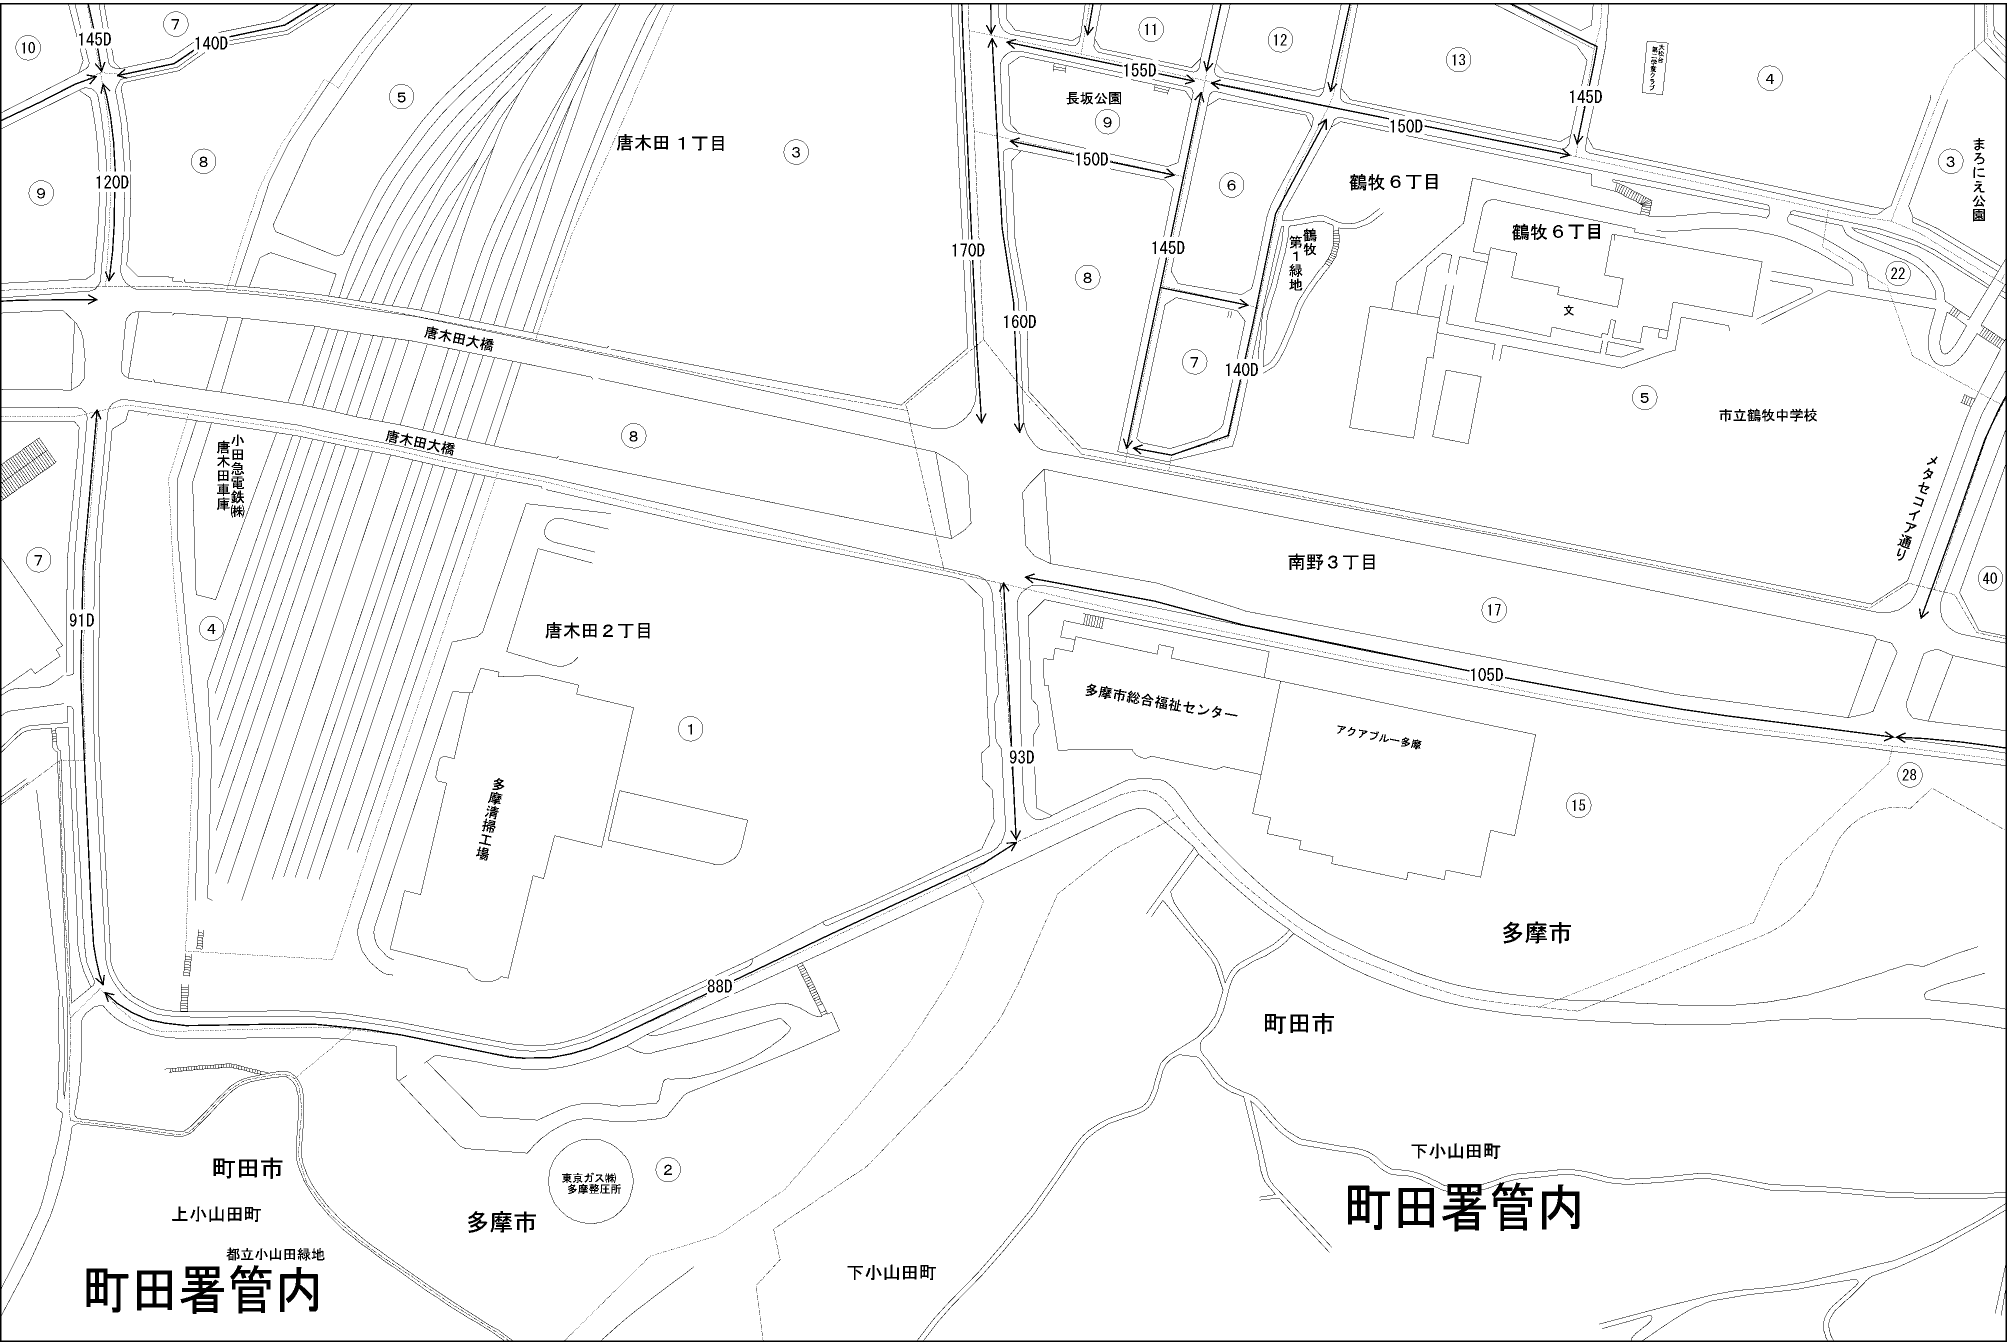 10
145D
7
140D
11
12
13
4
155D
150D
145D
大松台
第二学童クラブ
5
長坂公園
9
唐木田１丁目
3
8
120D
9
150D
6
鶴牧６丁目
3
まろにえ公園
鶴牧６丁目
170D
145D
鶴牧
第１緑地
8
22
文
160D
唐木田大橋
7
140D
5
市立鶴牧中学校
唐木田大橋
8
小田急電鉄㈱
唐木田車庫
メタセコイア通り
7
南野３丁目
17
40
91D
4
唐木田２丁目
105D
多摩市総合福祉センター
アクアブルー多摩
1
93D
28
15
多摩清掃工場
多摩市
88D
町田市
下小山田町
町田署管内
町田市
2
東京ガス㈱
多摩整圧所
上小山田町
多摩市
都立小山田緑地
町田署管内
下小山田町